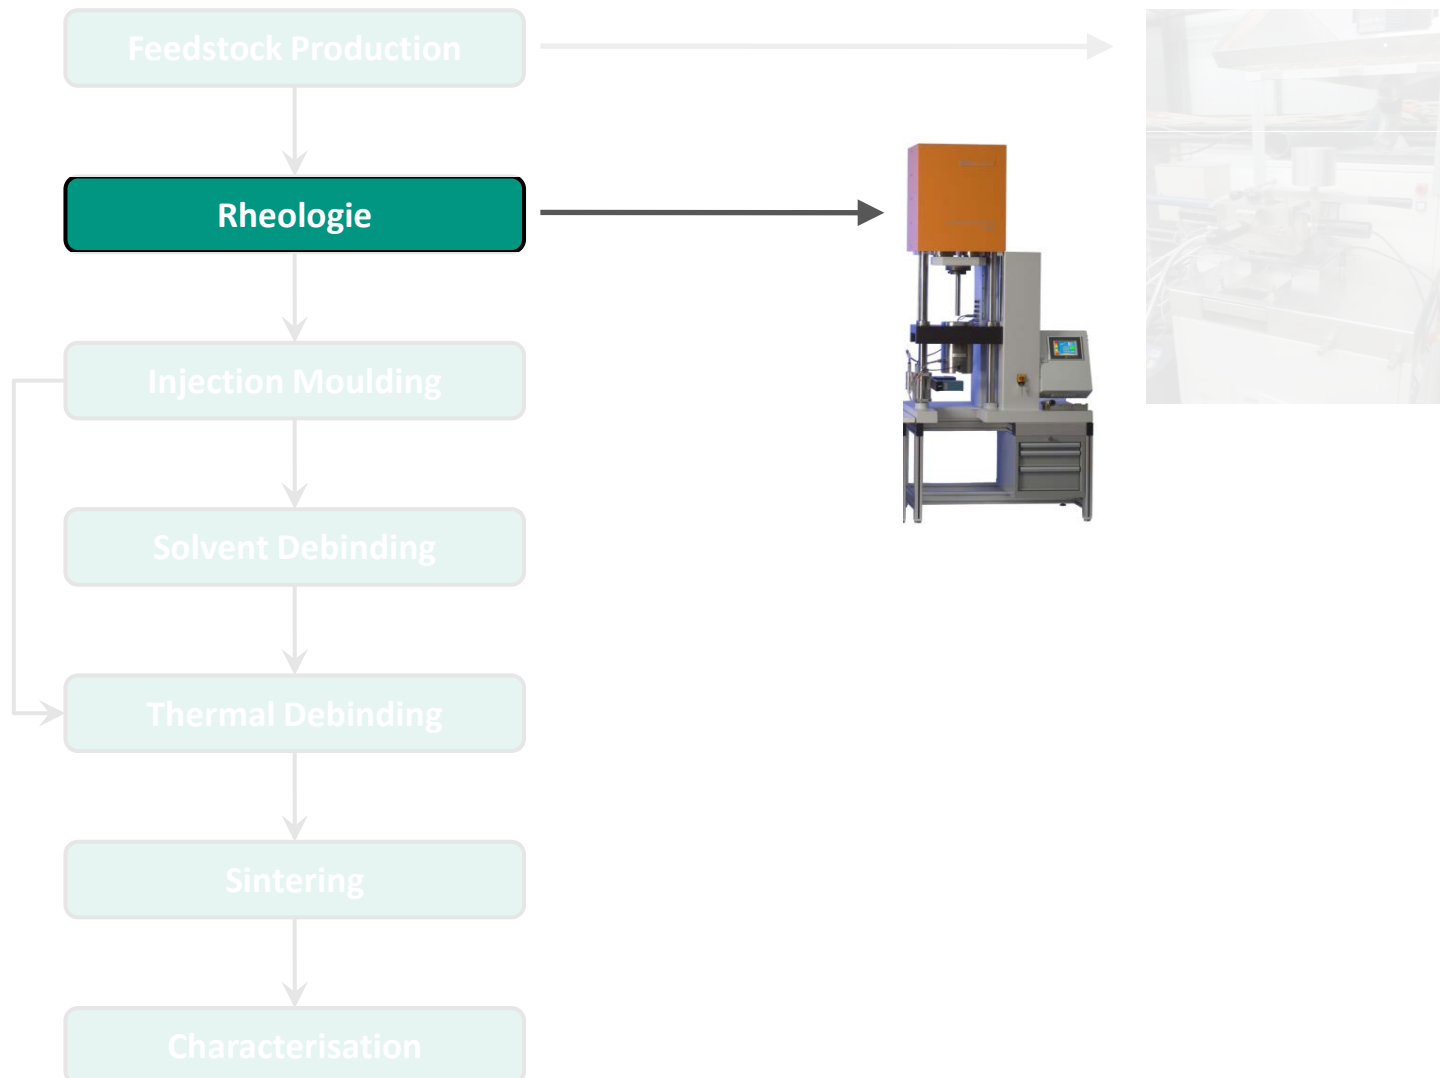 Feedstock Production
Rheologie
Injection Moulding
Solvent Debinding
Thermal Debinding
Sintering
Characterisation